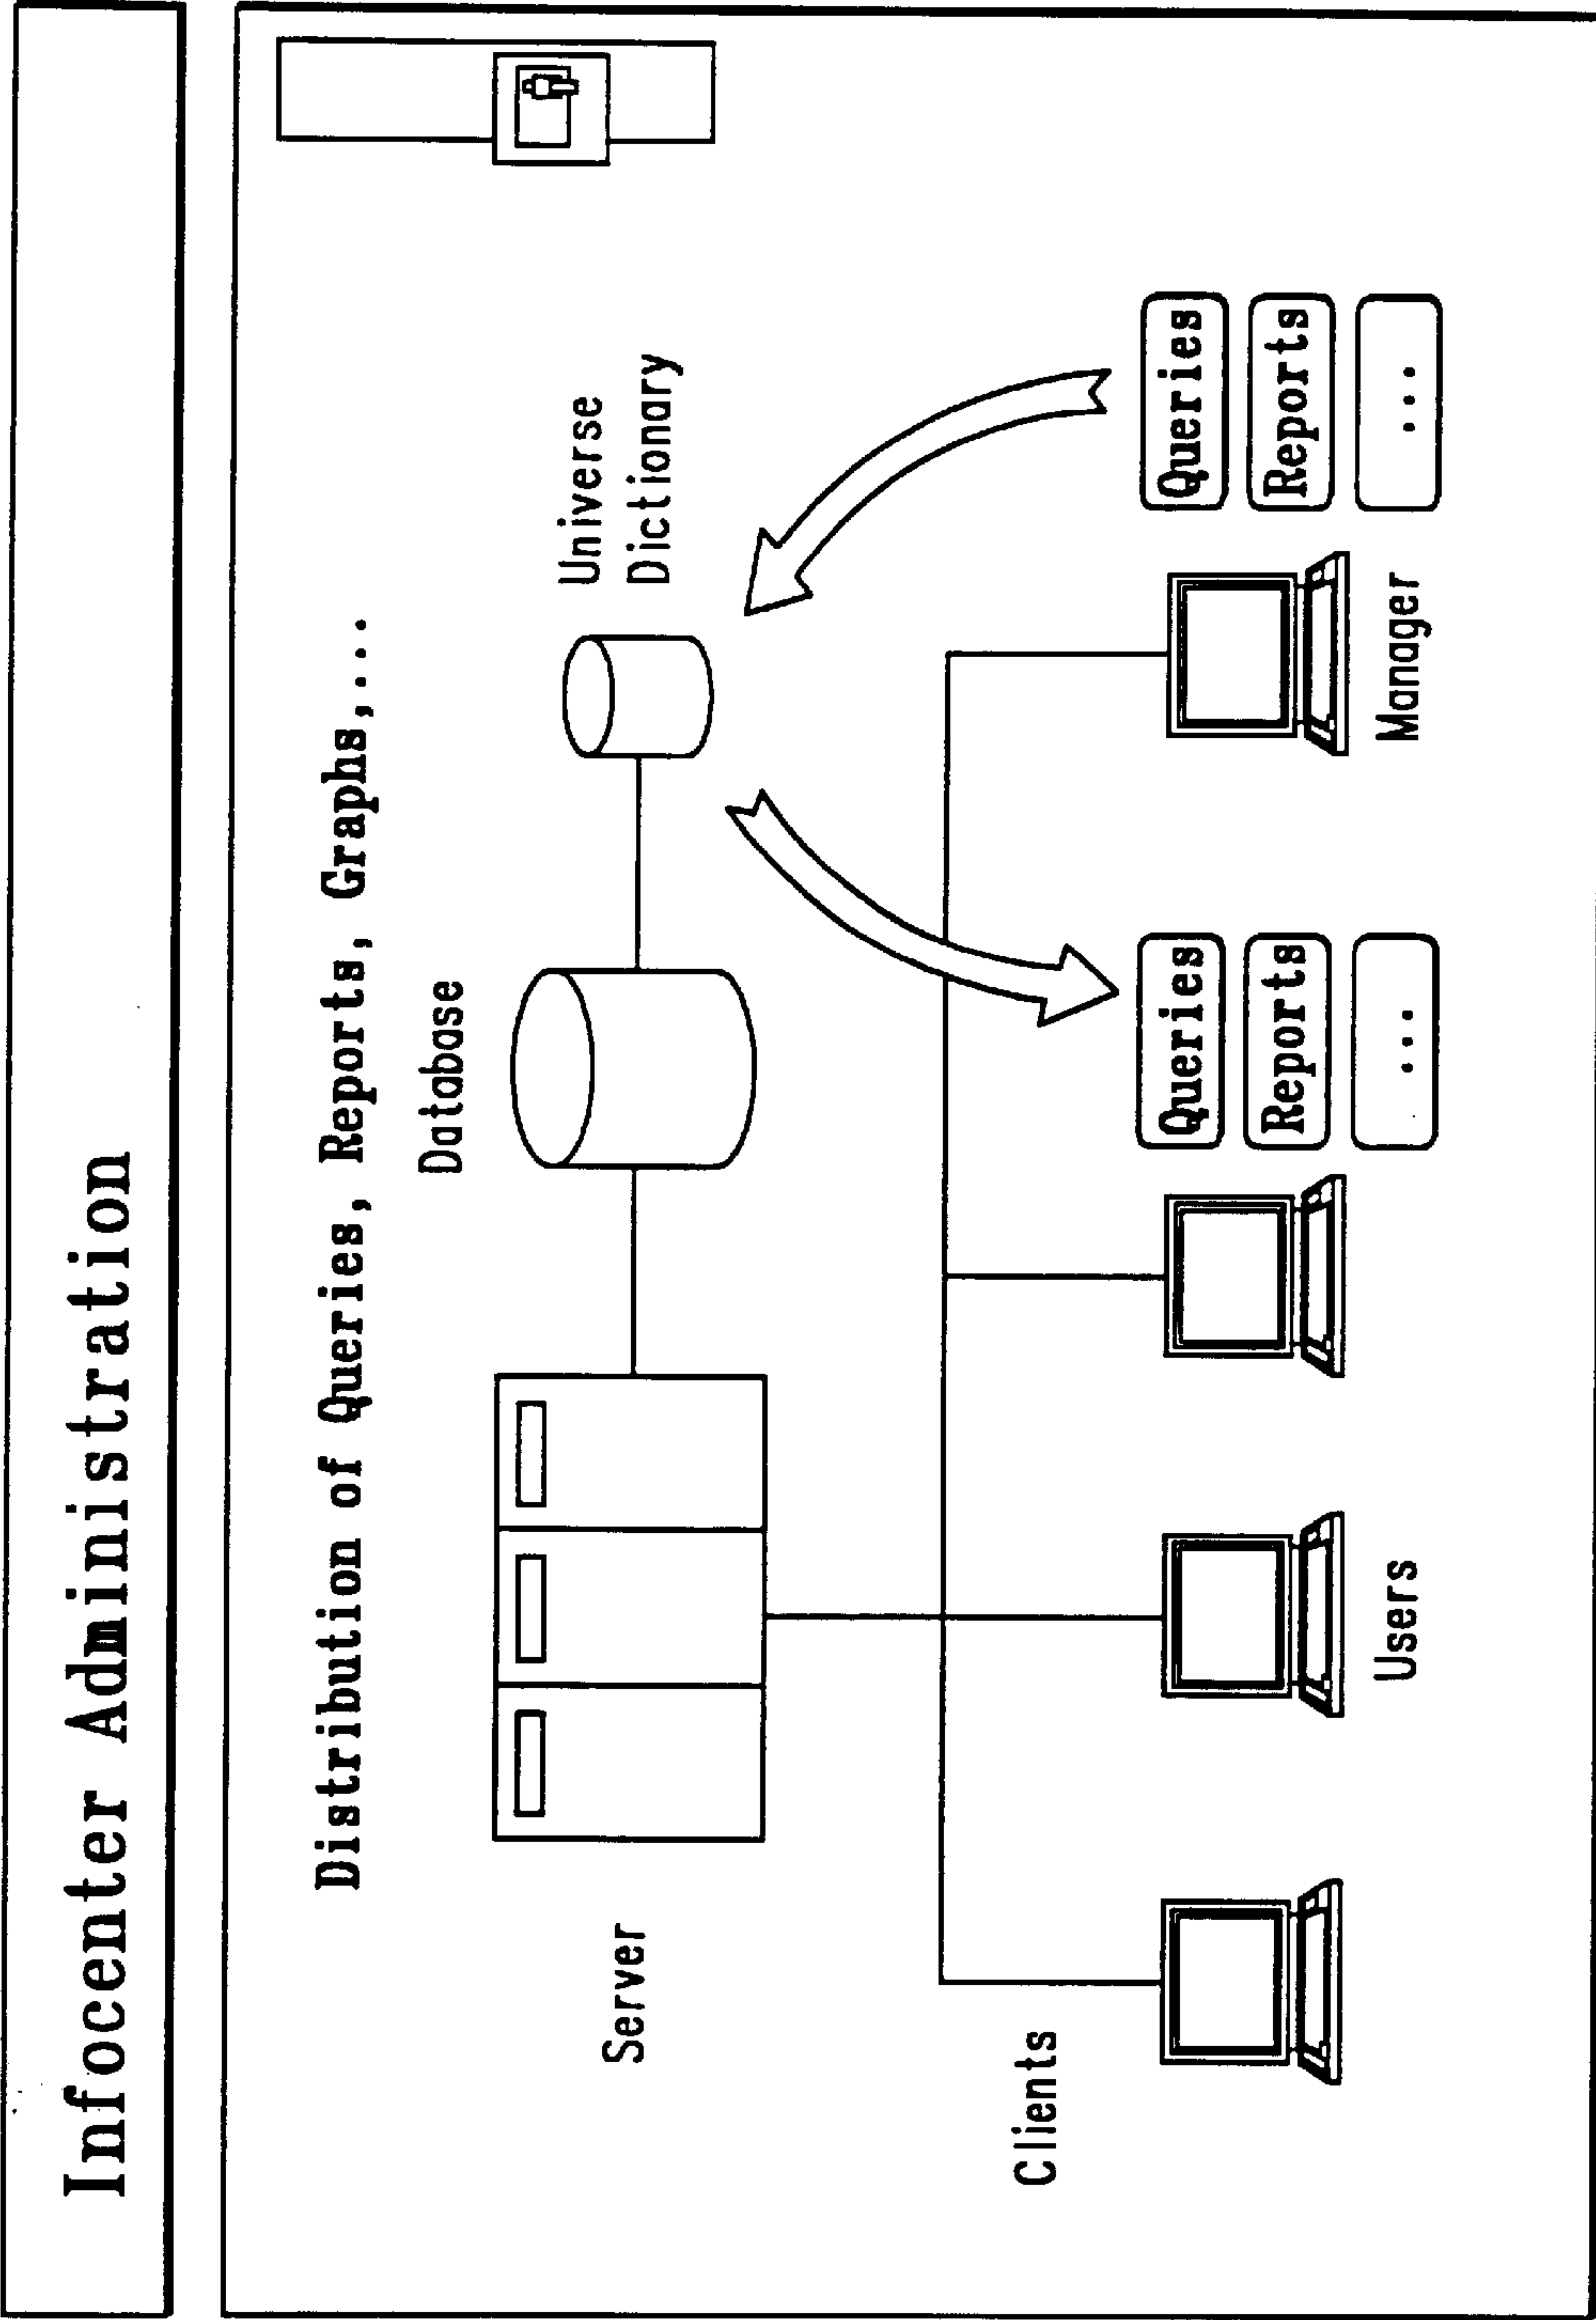 Infocenter Administration
Distribution of Queries, Reports, Graphs,...
Database
Universe
Dictionary
Server
Clients
Queries
Reports
...
Queries
Reports
...
Users
Manager